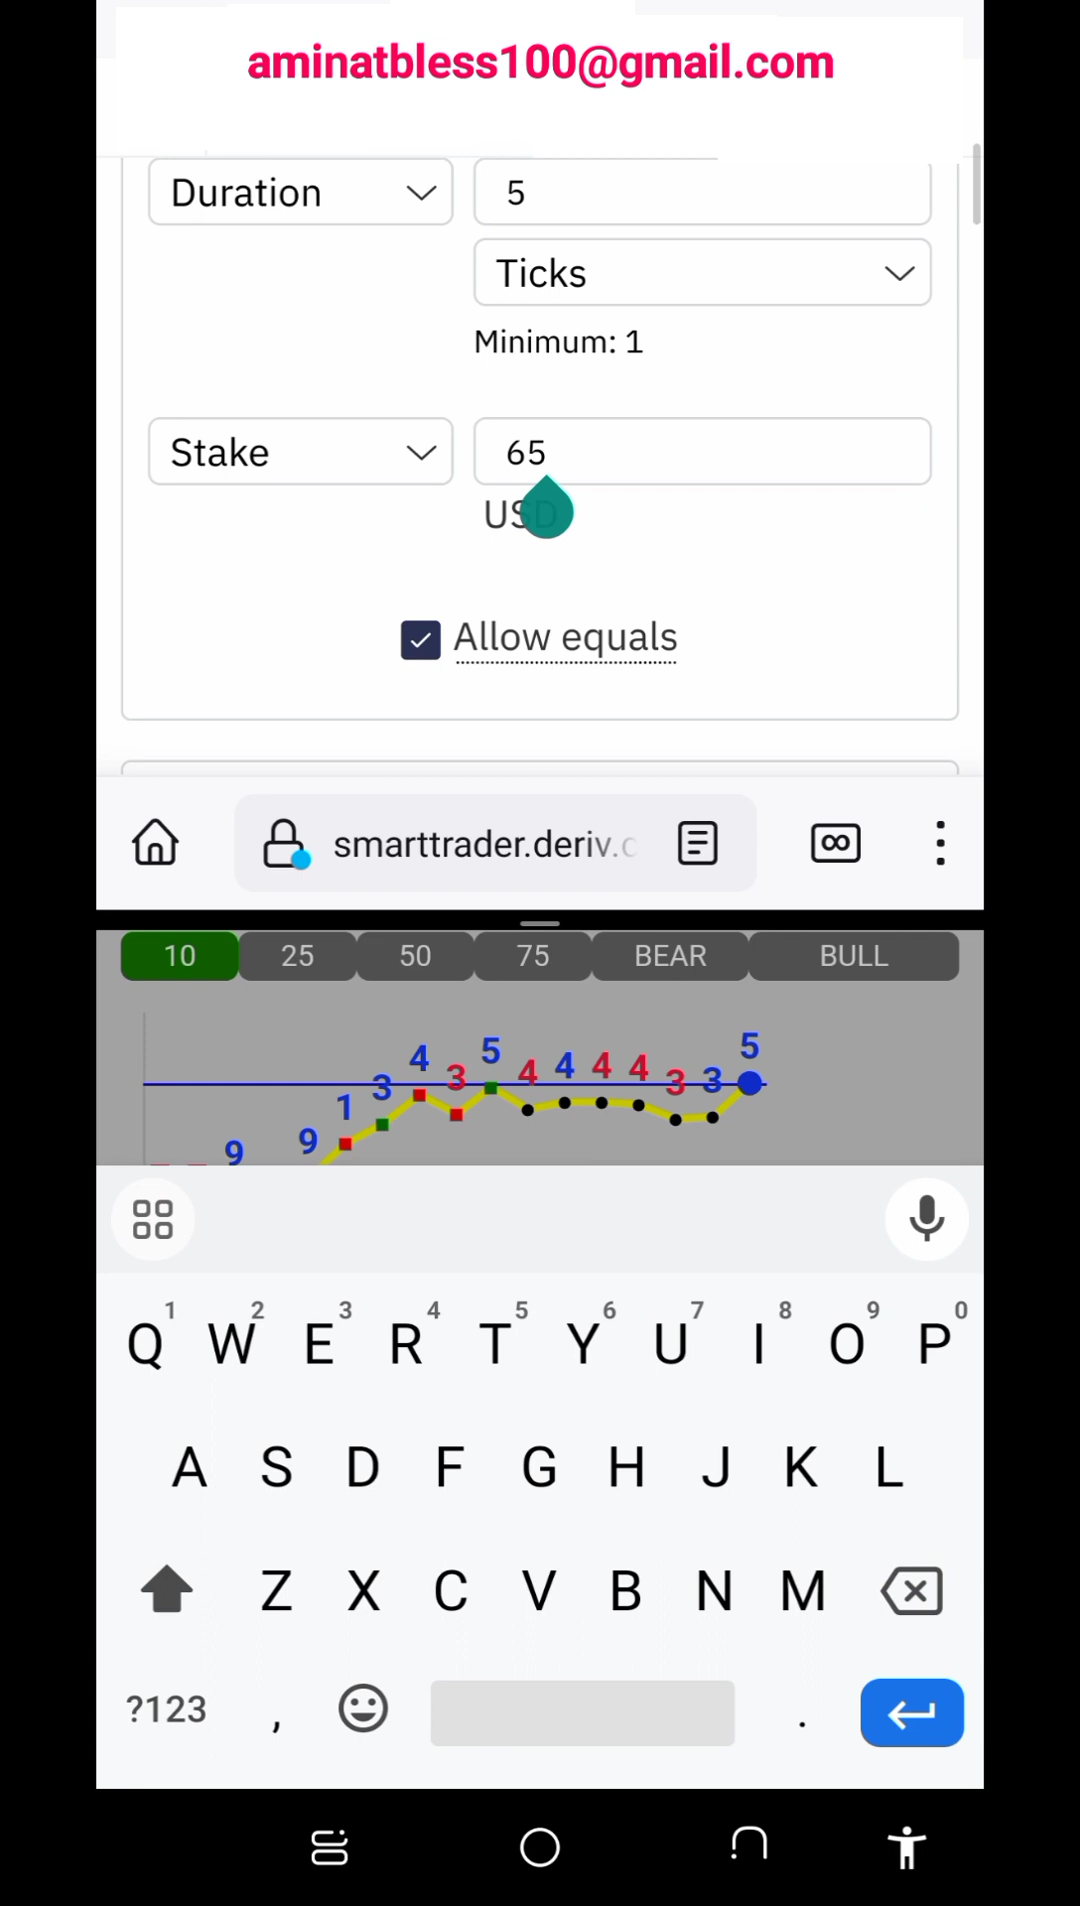 aminatbless100@gmail.com
Duration 5
Ticks
Minimum: 1
Stake 65
USD
Allow equals
smarttrader.deriv.c
10 25 50 75 BEAR BULL
9 9 1 3 4 3 5 4 4 4 4 3 3 5
1 2 3 4 5 6 7 8 9 0
Q W E R T Y U I O P
A S D F G H J K L
Z X C V B N M
?123 , .